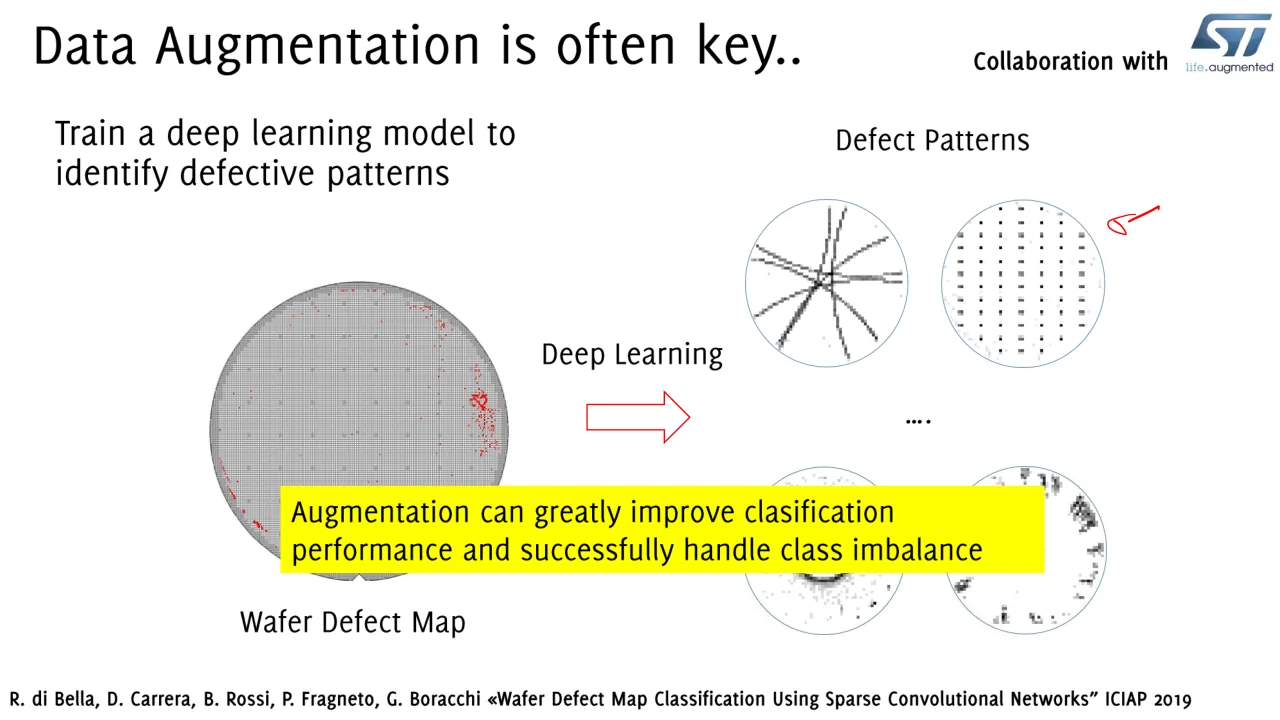 Data Augmentation is often key..
Collaboration with
ST
life.augmented
Train a deep learning model to
identify defective patterns
Defect Patterns
Deep Learning
....
Augmentation can greatly improve clasification
performance and successfully handle class imbalance
Wafer Defect Map
R. di Bella, D. Carrera, B. Rossi, P. Fragneto, G. Boracchi «Wafer Defect Map Classification Using Sparse Convolutional Networks” ICIAP 2019